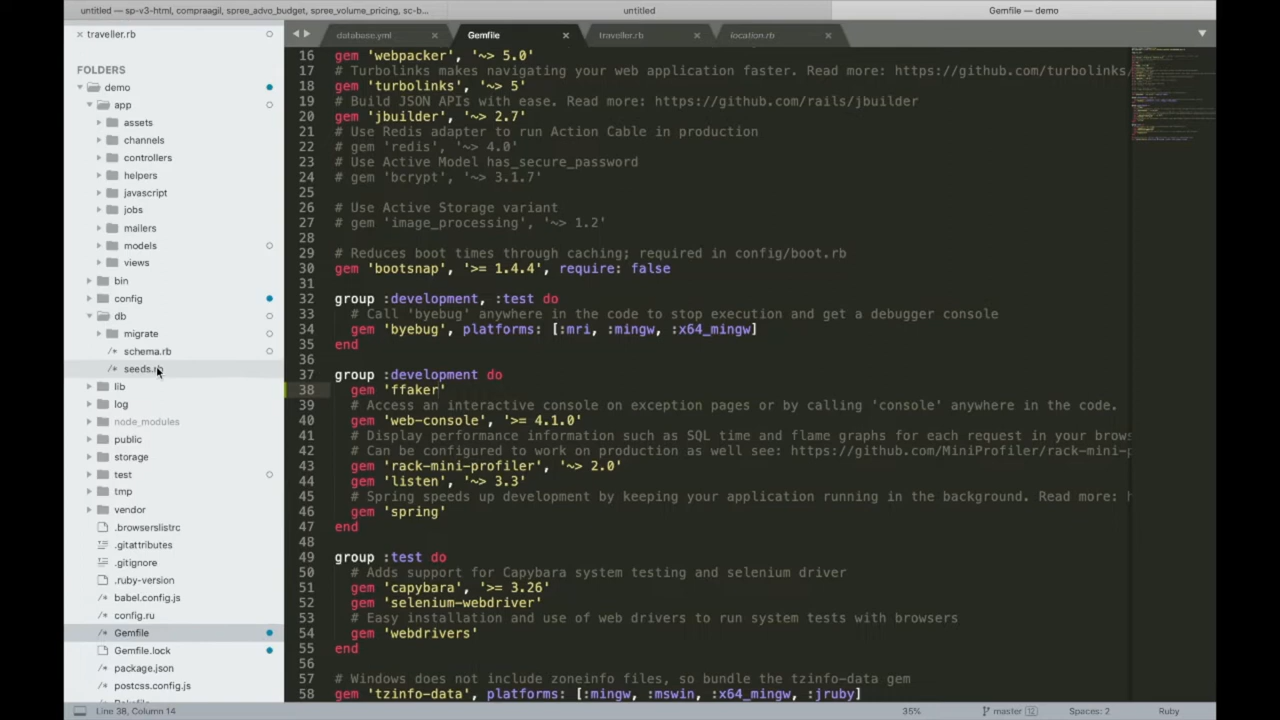 untitled — sp-v3-html, compraagil, spree_advo_budget, spree_volume_pricing, sc-b...
untitled
Gemfile — demo
traveller.rb
database.yml
Gemfile
traveller.rb
location.rb
FOLDERS
demo
app
assets
channels
controllers
helpers
javascript
jobs
mailers
models
views
bin
config
db
migrate
schema.rb
seeds.rb
lib
log
node_modules
public
storage
test
tmp
vendor
.browserslistrc
.gitattributes
.gitignore
.ruby-version
babel.config.js
config.ru
Gemfile
Gemfile.lock
package.json
postcss.config.js
16 gem 'webpacker', '~> 5.0'
17 # Turbolinks makes navigating your web application faster. Read more: https://github.com/turbolinks/
18 gem 'turbolinks', '~> 5'
19 # Build JSON APIs with ease. Read more: https://github.com/rails/jbuilder
20 gem 'jbuilder', '~> 2.7'
21 # Use Redis adapter to run Action Cable in production
22 # gem 'redis', '~> 4.0'
23 # Use Active Model has_secure_password
24 # gem 'bcrypt', '~> 3.1.7'
25
26 # Use Active Storage variant
27 # gem 'image_processing', '~> 1.2'
28
29 # Reduces boot times through caching; required in config/boot.rb
30 gem 'bootsnap', '>= 1.4.4', require: false
31
32 group :development, :test do
33 # Call 'byebug' anywhere in the code to stop execution and get a debugger console
34 gem 'byebug', platforms: [:mri, :mingw, :x64_mingw]
35 end
36
37 group :development do
38 gem 'ffaker'
39 # Access an interactive console on exception pages or by calling 'console' anywhere in the code.
40 gem 'web-console', '>= 4.1.0'
41 # Display performance information such as SQL time and flame graphs for each request in your brows
42 # Can be configured to work on production as well see: https://github.com/MiniProfiler/rack-mini-p
43 gem 'rack-mini-profiler', '~> 2.0'
44 gem 'listen', '~> 3.3'
45 # Spring speeds up development by keeping your application running in the background. Read more: h
46 gem 'spring'
47 end
48
49 group :test do
50 # Adds support for Capybara system testing and selenium driver
51 gem 'capybara', '>= 3.26'
52 gem 'selenium-webdriver'
53 # Easy installation and use of web drivers to run system tests with browsers
54 gem 'webdrivers'
55 end
56
57 # Windows does not include zoneinfo files, so bundle the tzinfo-data gem
58 gem 'tzinfo-data', platforms: [:mingw, :mswin, :x64_mingw, :jruby]
Line 38, Column 14
35%
master 12
Spaces: 2
Ruby